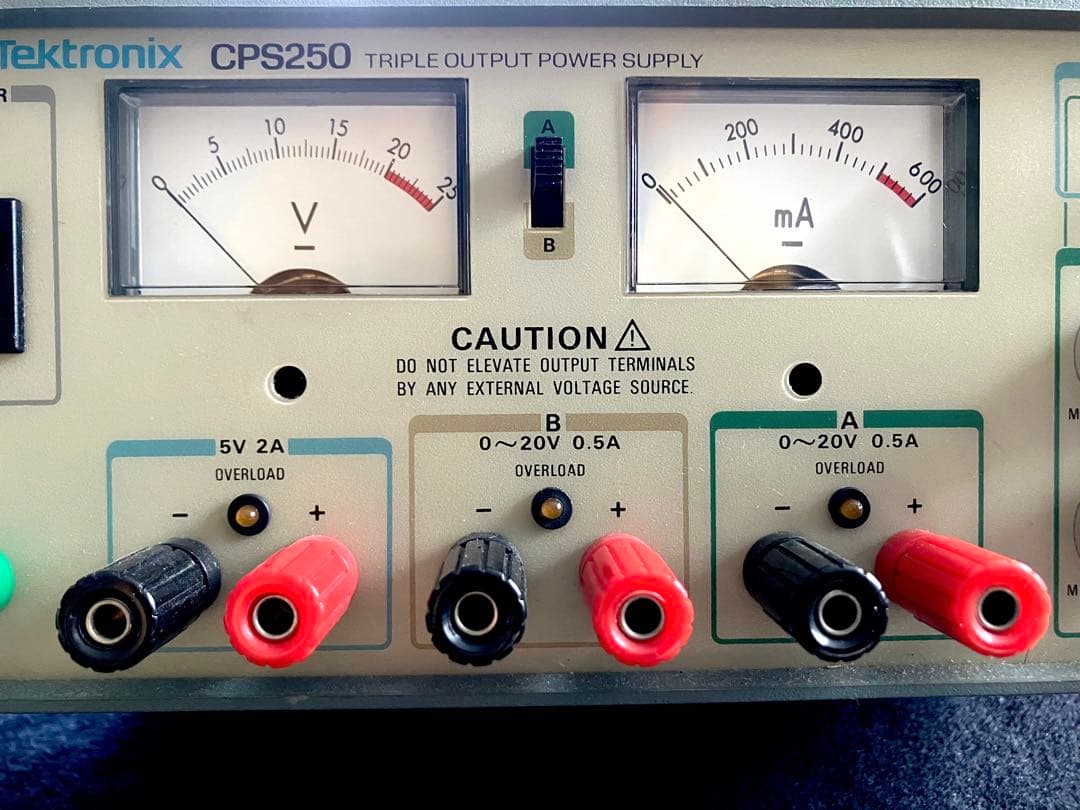 Tektronix CPS250 TRIPLE OUTPUT POWER SUPPLY
R
0 5 10 15 20 25
V
A
B
0 200 400 600
mA
CAUTION
DO NOT ELEVATE OUTPUT TERMINALS
BY ANY EXTERNAL VOLTAGE SOURCE.
5V 2A
OVERLOAD
- +
B
0~20V 0.5A
OVERLOAD
- +
A
0~20V 0.5A
OVERLOAD
- +
M
M